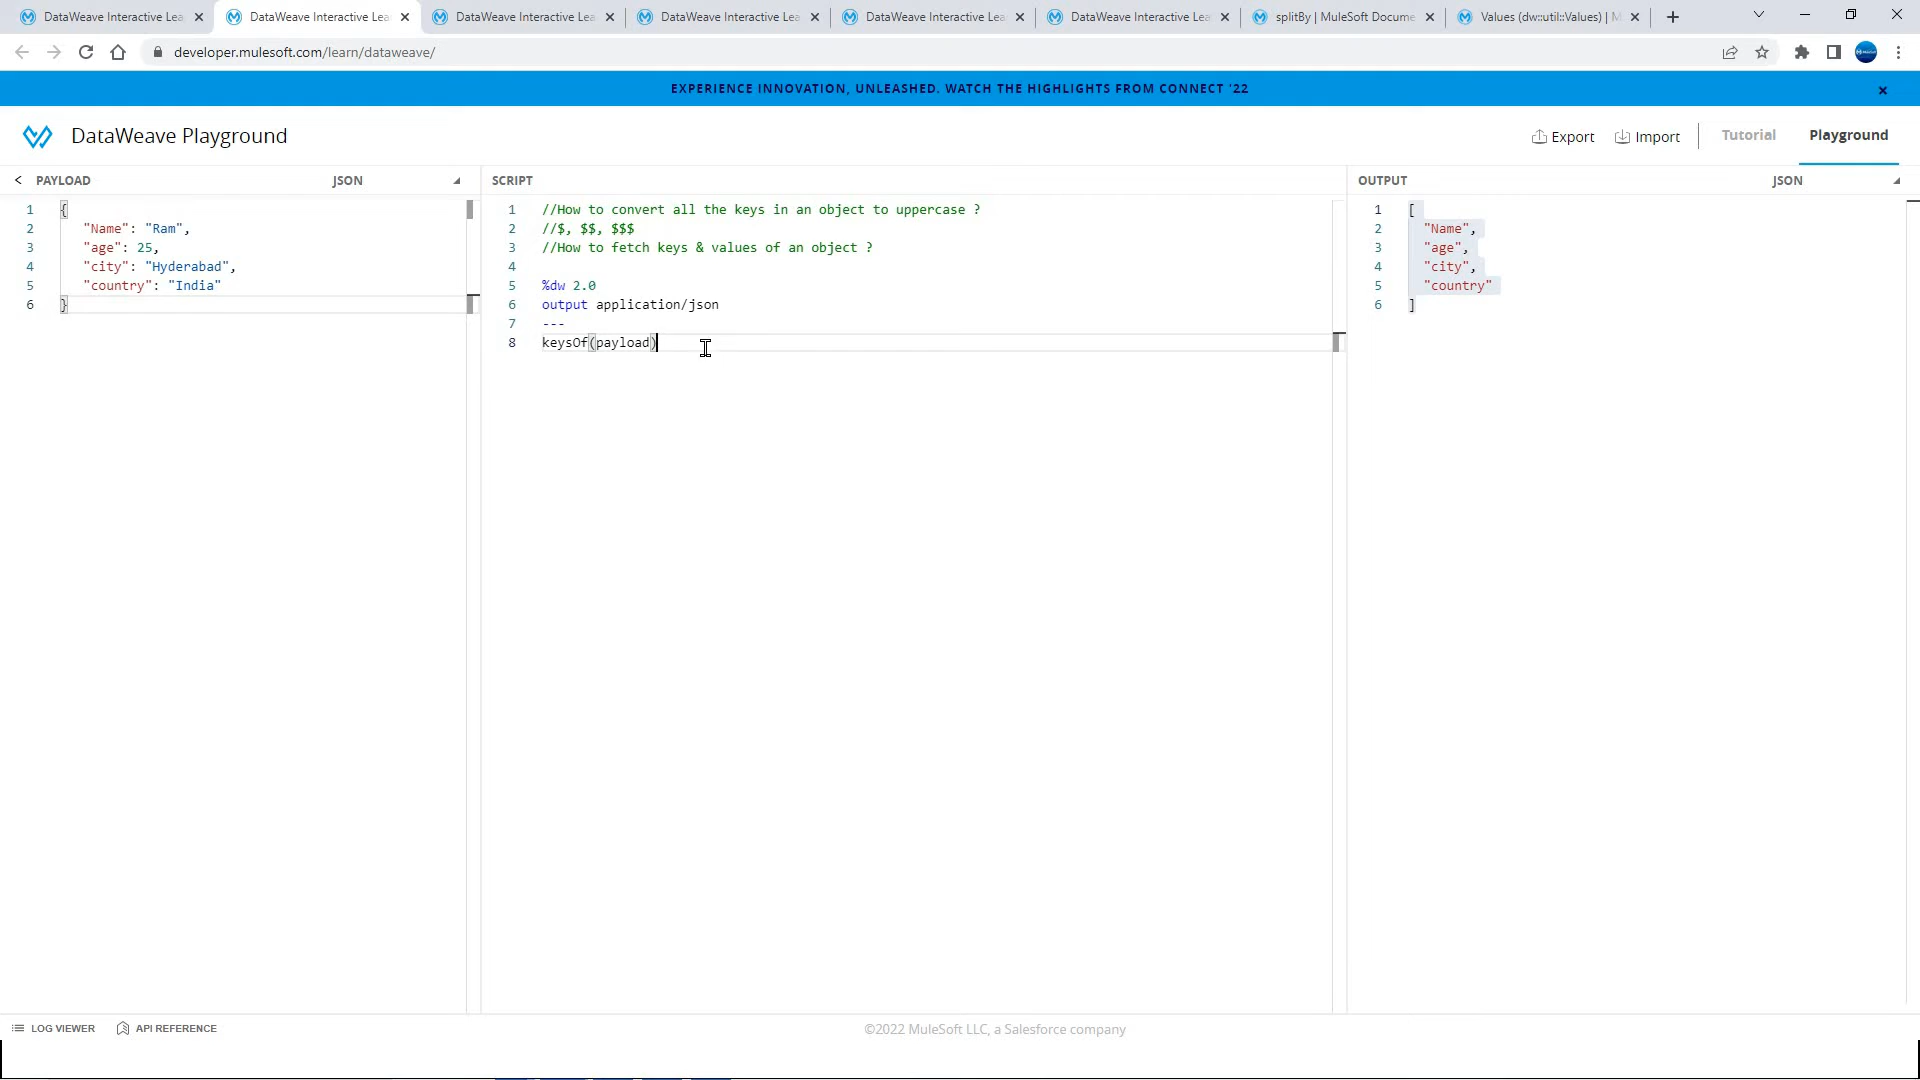 DataWeave Interactive Lea
DataWeave Interactive Lea
DataWeave Interactive Lea
DataWeave Interactive Lea
DataWeave Interactive Lea
DataWeave Interactive Lea
splitBy | MuleSoft Docume
Values (dw::util::Values) | M
developer.mulesoft.com/learn/dataweave/
EXPERIENCE INNOVATION, UNLEASHED. WATCH THE HIGHLIGHTS FROM CONNECT '22
DataWeave Playground
Export
Import
Tutorial
Playground
PAYLOAD
JSON
1 {
2 "Name": "Ram",
3 "age": 25,
4 "city": "Hyderabad",
5 "country": "India"
6 }
SCRIPT
1 //How to convert all the keys in an object to uppercase ?
2 //$, $$, $$$
3 //How to fetch keys & values of an object ?
4
5 %dw 2.0
6 output application/json
7 ---
8 keysOf(payload)
OUTPUT
JSON
1 [
2 "Name",
3 "age",
4 "city",
5 "country"
6 ]
LOG VIEWER
API REFERENCE
©2022 MuleSoft LLC, a Salesforce company